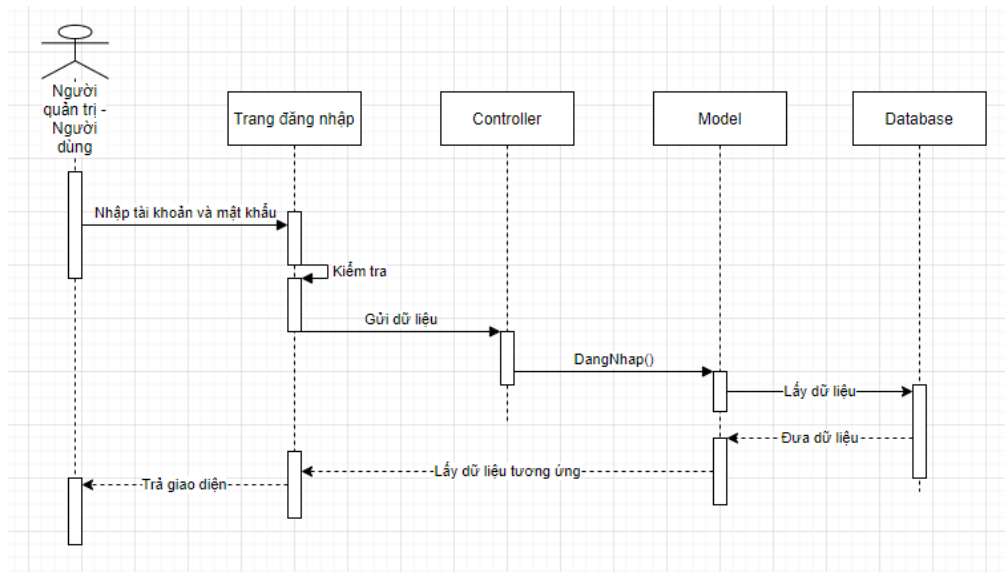 Người
quản trị -
Người
dùng
Trang đăng nhập
Controller
Model
Database
Nhập tài khoản và mật khẩu
Kiểm tra
Gửi dữ liệu
DangNhap()
Lấy dữ liệu
Đưa dữ liệu
Lấy dữ liệu tương ứng
Trả giao diện